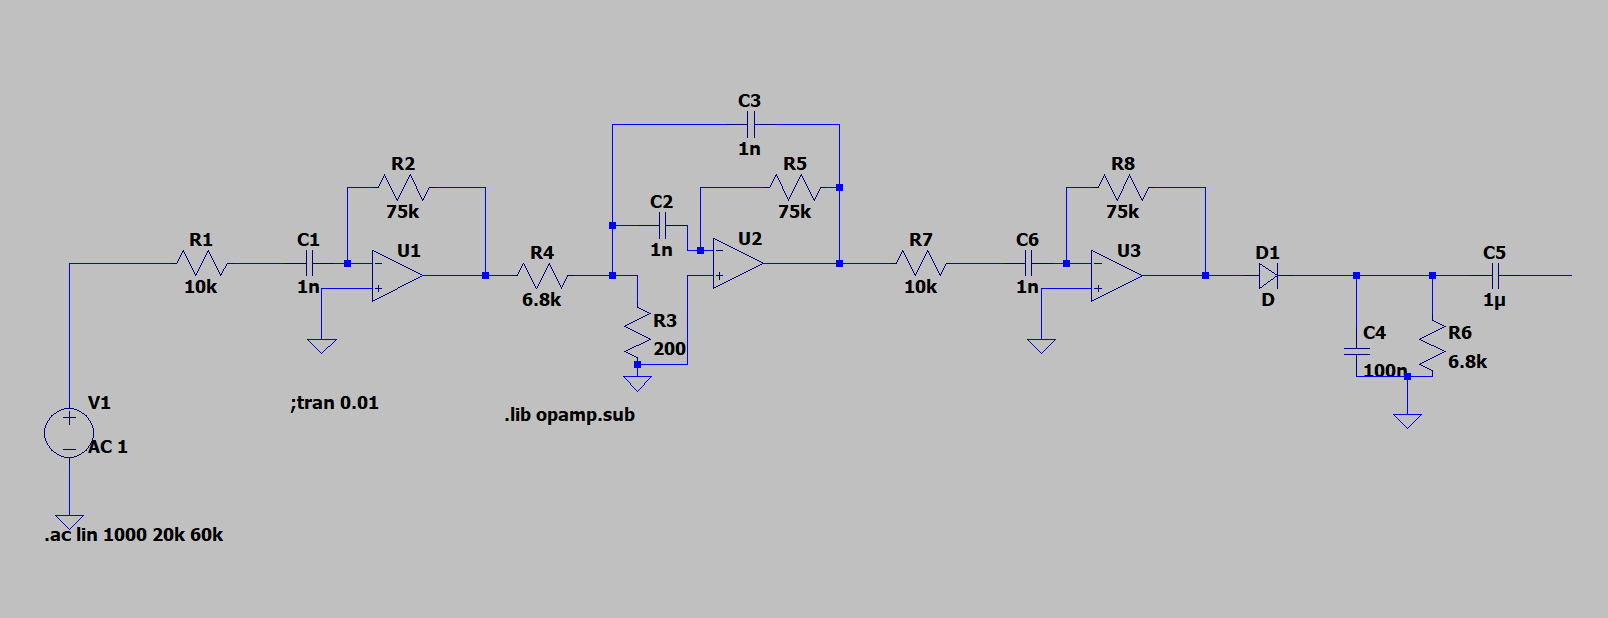 C3
1n
R2
75k
R5
75k
R8
75k
C2
1n
R1
10k
C1
1n
U1
R4
6.8k
U2
R7
10k
C6
1n
U3
D1
D
C5
1µ
R3
200
C4
100n
R6
6.8k
V1
AC 1
;tran 0.01
.lib opamp.sub
.ac lin 1000 20k 60k